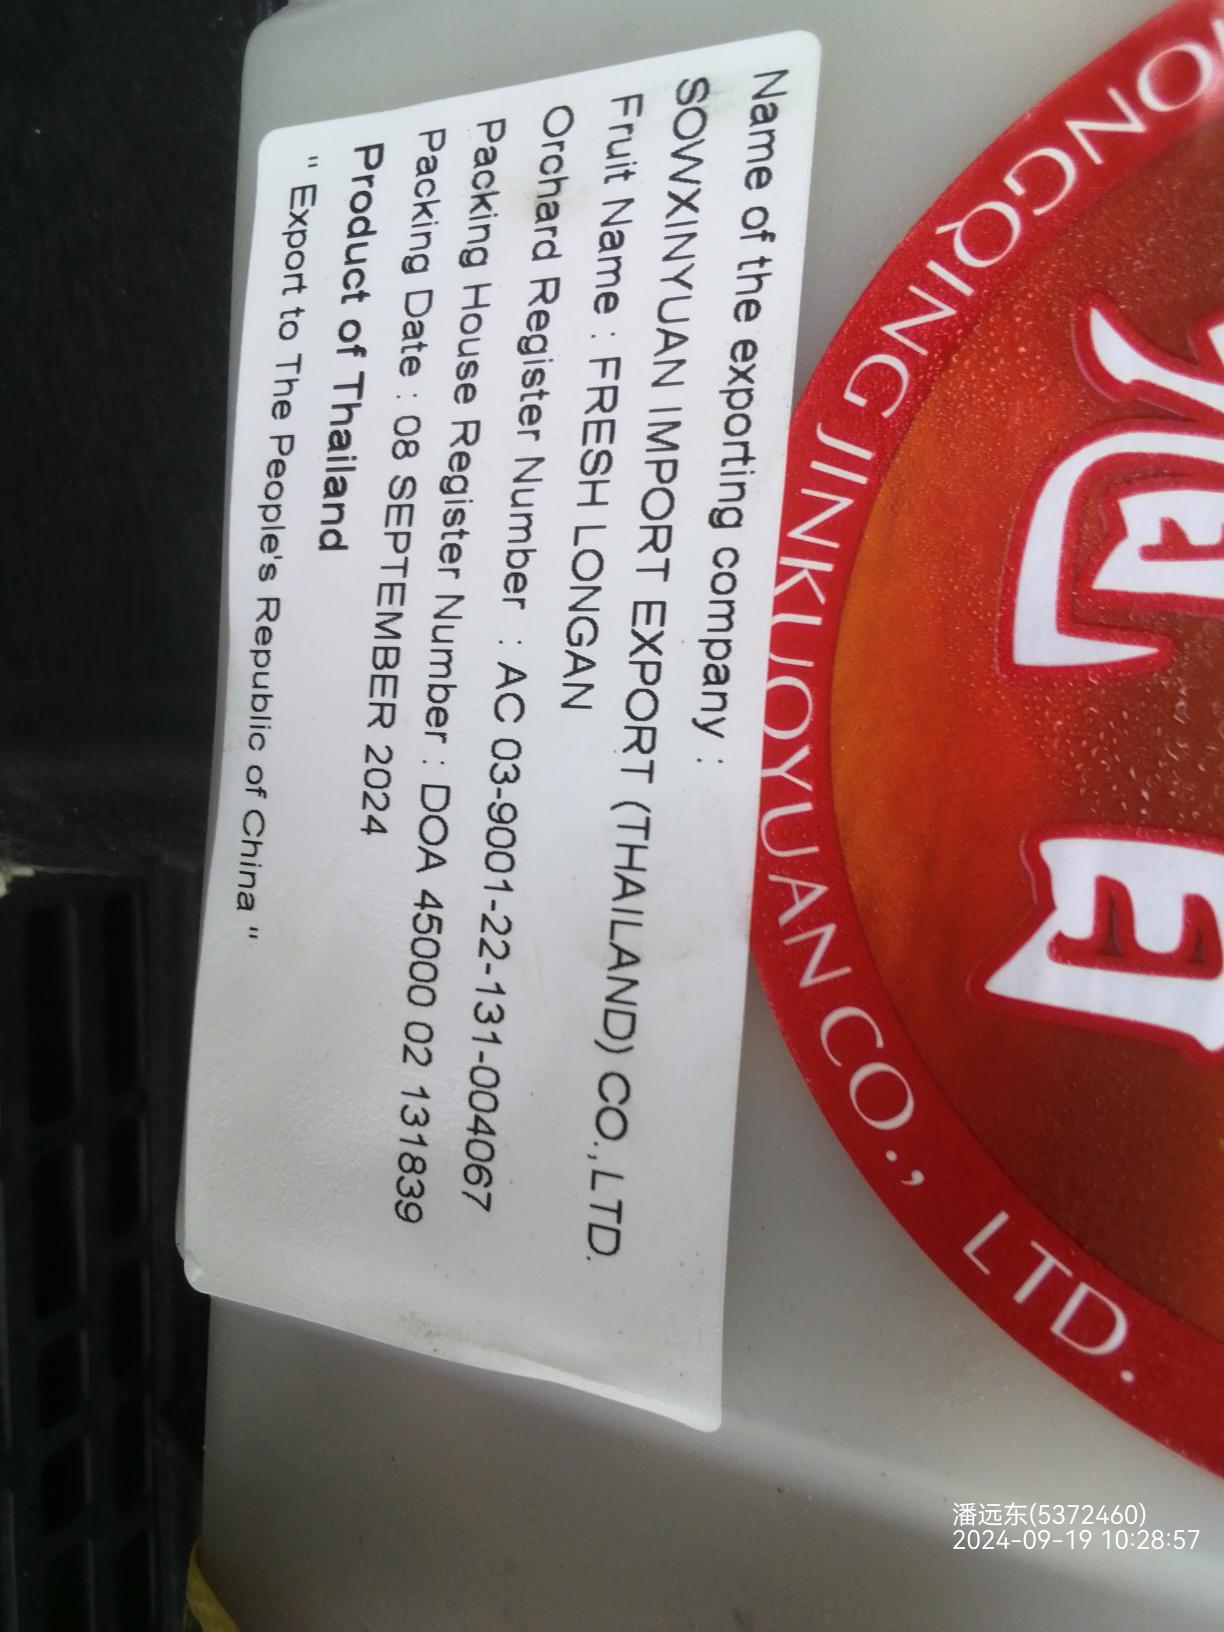 Name of the exporting company :
SOWXINYUAN IMPORT EXPORT (THAILAND) CO.,LTD.
Fruit Name : FRESH LONGAN
Orchard Register Number : AC 03-9001-22-131-004067
Packing House Register Number : DOA 45000 02 131839
Packing Date : 08 SEPTEMBER 2024
Product of Thailand
" Export to The People's Republic of China "
ONGQING JINKUOYUAN CO., LTD.
潘远东(5372460)
2024-09-19 10:28:57